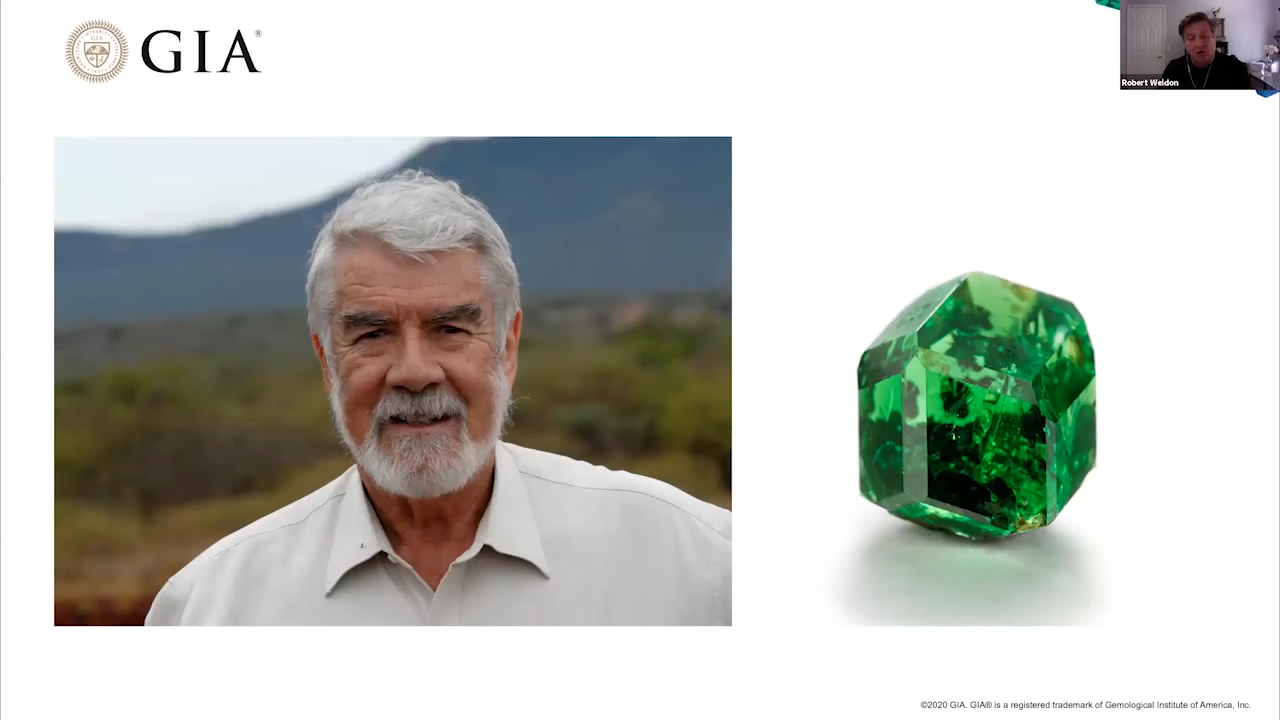 GIA®
Robert Weldon
©2020 GIA. GIA® is a registered trademark of Gemological Institute of America, Inc.